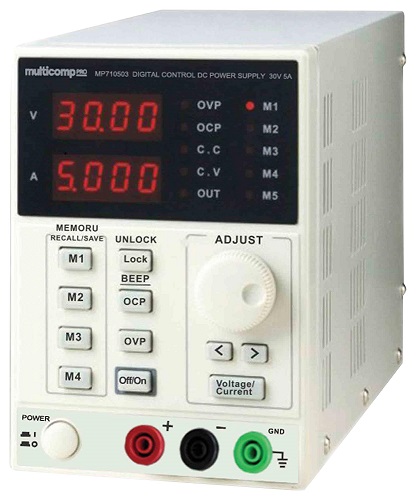 multicomp PRO MP710503 DIGITAL CONTROL DC POWER SUPPLY 30V 5A
V 30.00
A 5.000
OVP M1
OCP M2
C.C M3
C.V M4
OUT M5
MEMORU
RECALL/SAVE
M1
M2
M3
M4
UNLOCK
Lock
BEEP
OCP
OVP
Off/On
ADJUST
< >
Voltage/
Current
POWER
I
O
+ −
GND